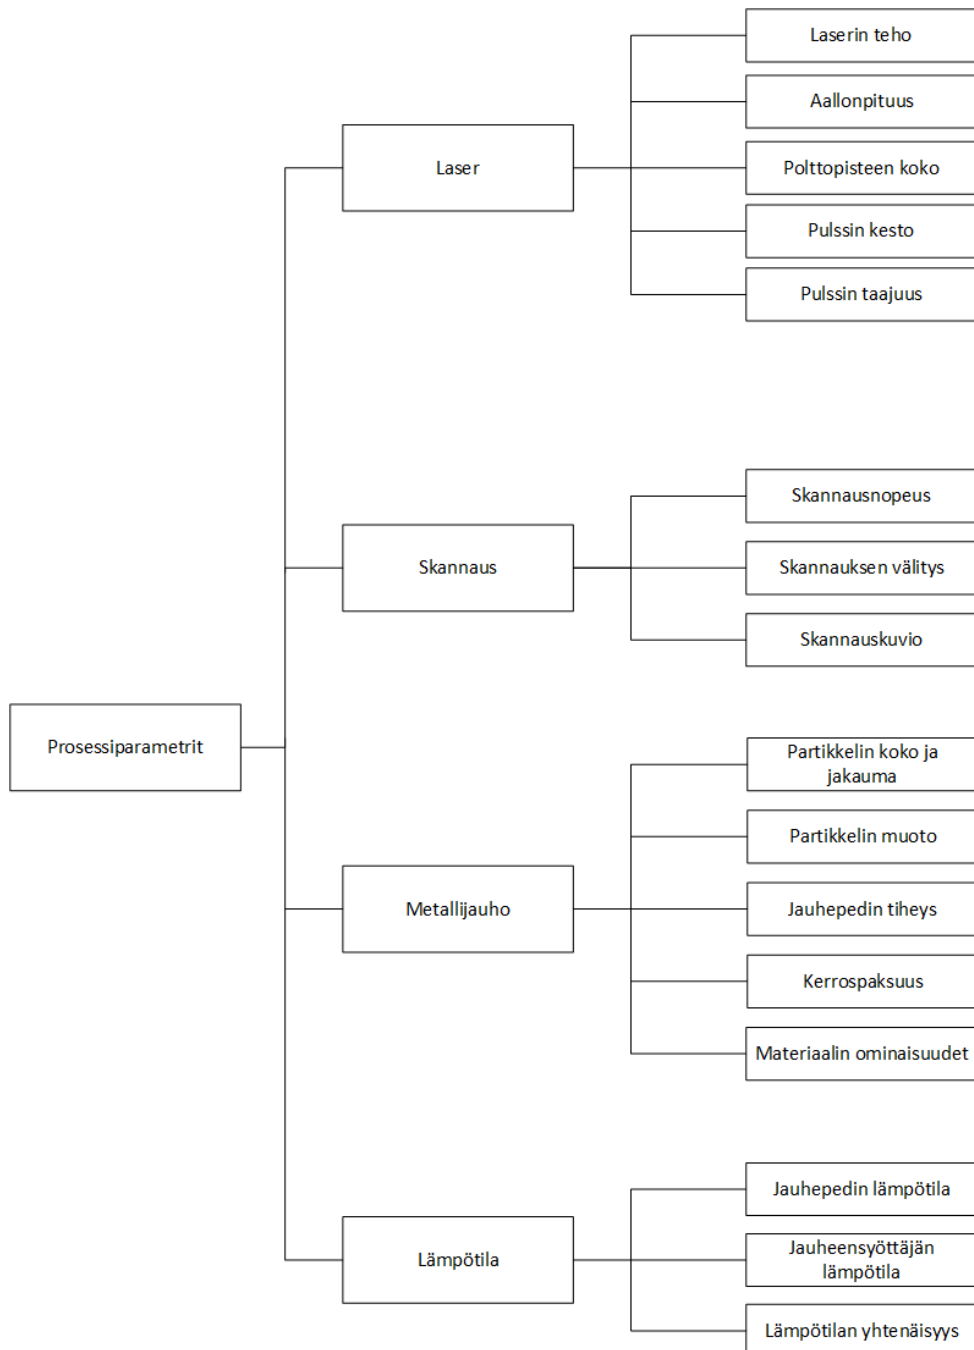 Prosessiparametrit
Laser
Laserin teho
Aallonpituus
Polttopisteen koko
Pulssin kesto
Pulssin taajuus
Skannaus
Skannausnopeus
Skannauksen välitys
Skannauskuvio
Metallijauho
Partikkelin koko ja
jakauma
Partikkelin muoto
Jauhepedin tiheys
Kerrospaksuus
Materiaalin ominaisuudet
Lämpötila
Jauhepedin lämpötila
Jauheensyöttäjän
lämpötila
Lämpötilan yhtenäisyys